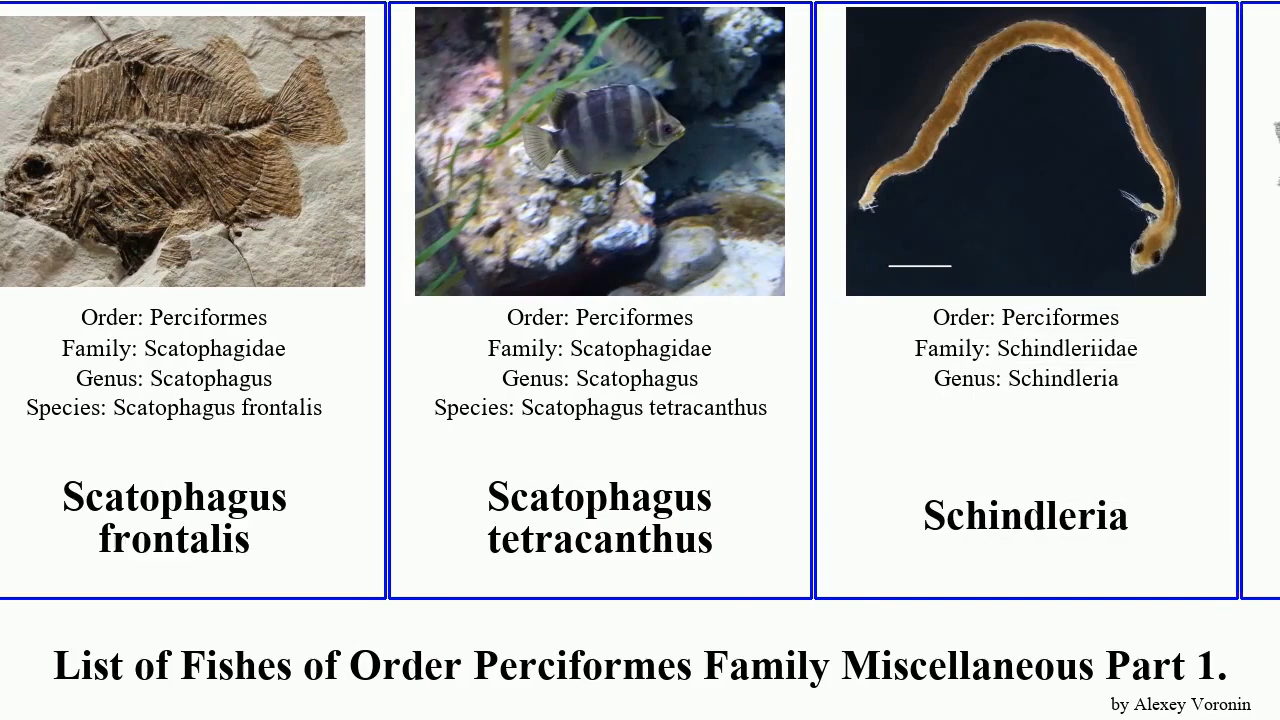 Order: Perciformes
Family: Scatophagidae
Genus: Scatophagus
Species: Scatophagus frontalis
Scatophagus
frontalis
Order: Perciformes
Family: Scatophagidae
Genus: Scatophagus
Species: Scatophagus tetracanthus
Scatophagus
tetracanthus
Order: Perciformes
Family: Schindleriidae
Genus: Schindleria
Schindleria
List of Fishes of Order Perciformes Family Miscellaneous Part 1.
by Alexey Voronin